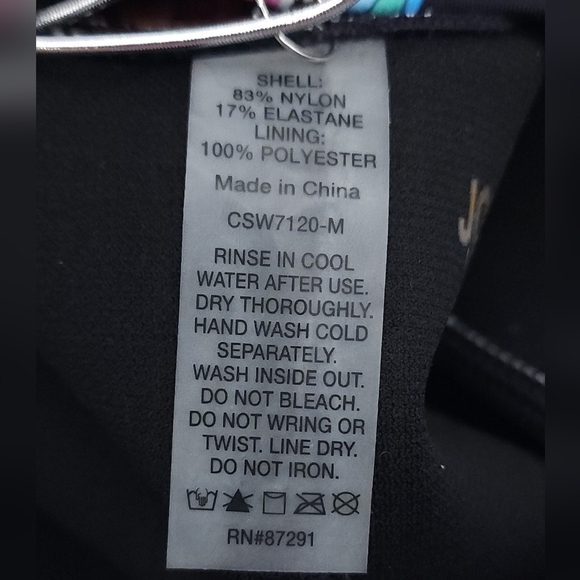 SHELL:
83% NYLON
17% ELASTANE
LINING:
100% POLYESTER
Made in China
CSW7120-M
RINSE IN COOL
WATER AFTER USE.
DRY THOROUGHLY.
HAND WASH COLD
SEPARATELY.
WASH INSIDE OUT.
DO NOT BLEACH.
DO NOT WRING OR
TWIST. LINE DRY.
DO NOT IRON.
RN#87291